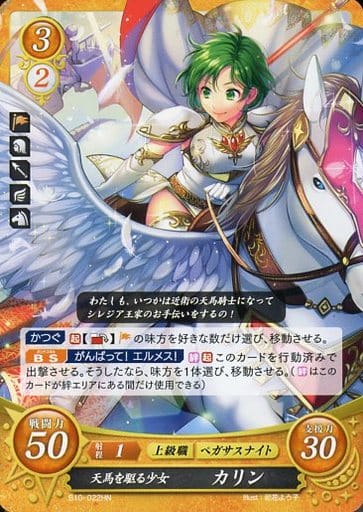 3
2
わたしも、いつかは近衛の天馬騎士になって
シレジア王家のお手伝いをするの!
かつぐ 起【】の味方を好きな数だけ選び、移動させる。
BS がんばって!エルメス! 絆起このカードを行動済みで
出撃させる。そうしたなら、味方を1体選び、移動させる。(絆はこの
カードが絆エリアにある間だけ使用できる)
戦闘力
50
射程 1
上級職
ペガサスナイト
支援力
30
天馬を駆る少女 カリン
B10-022HN
Illust:卯花よう子